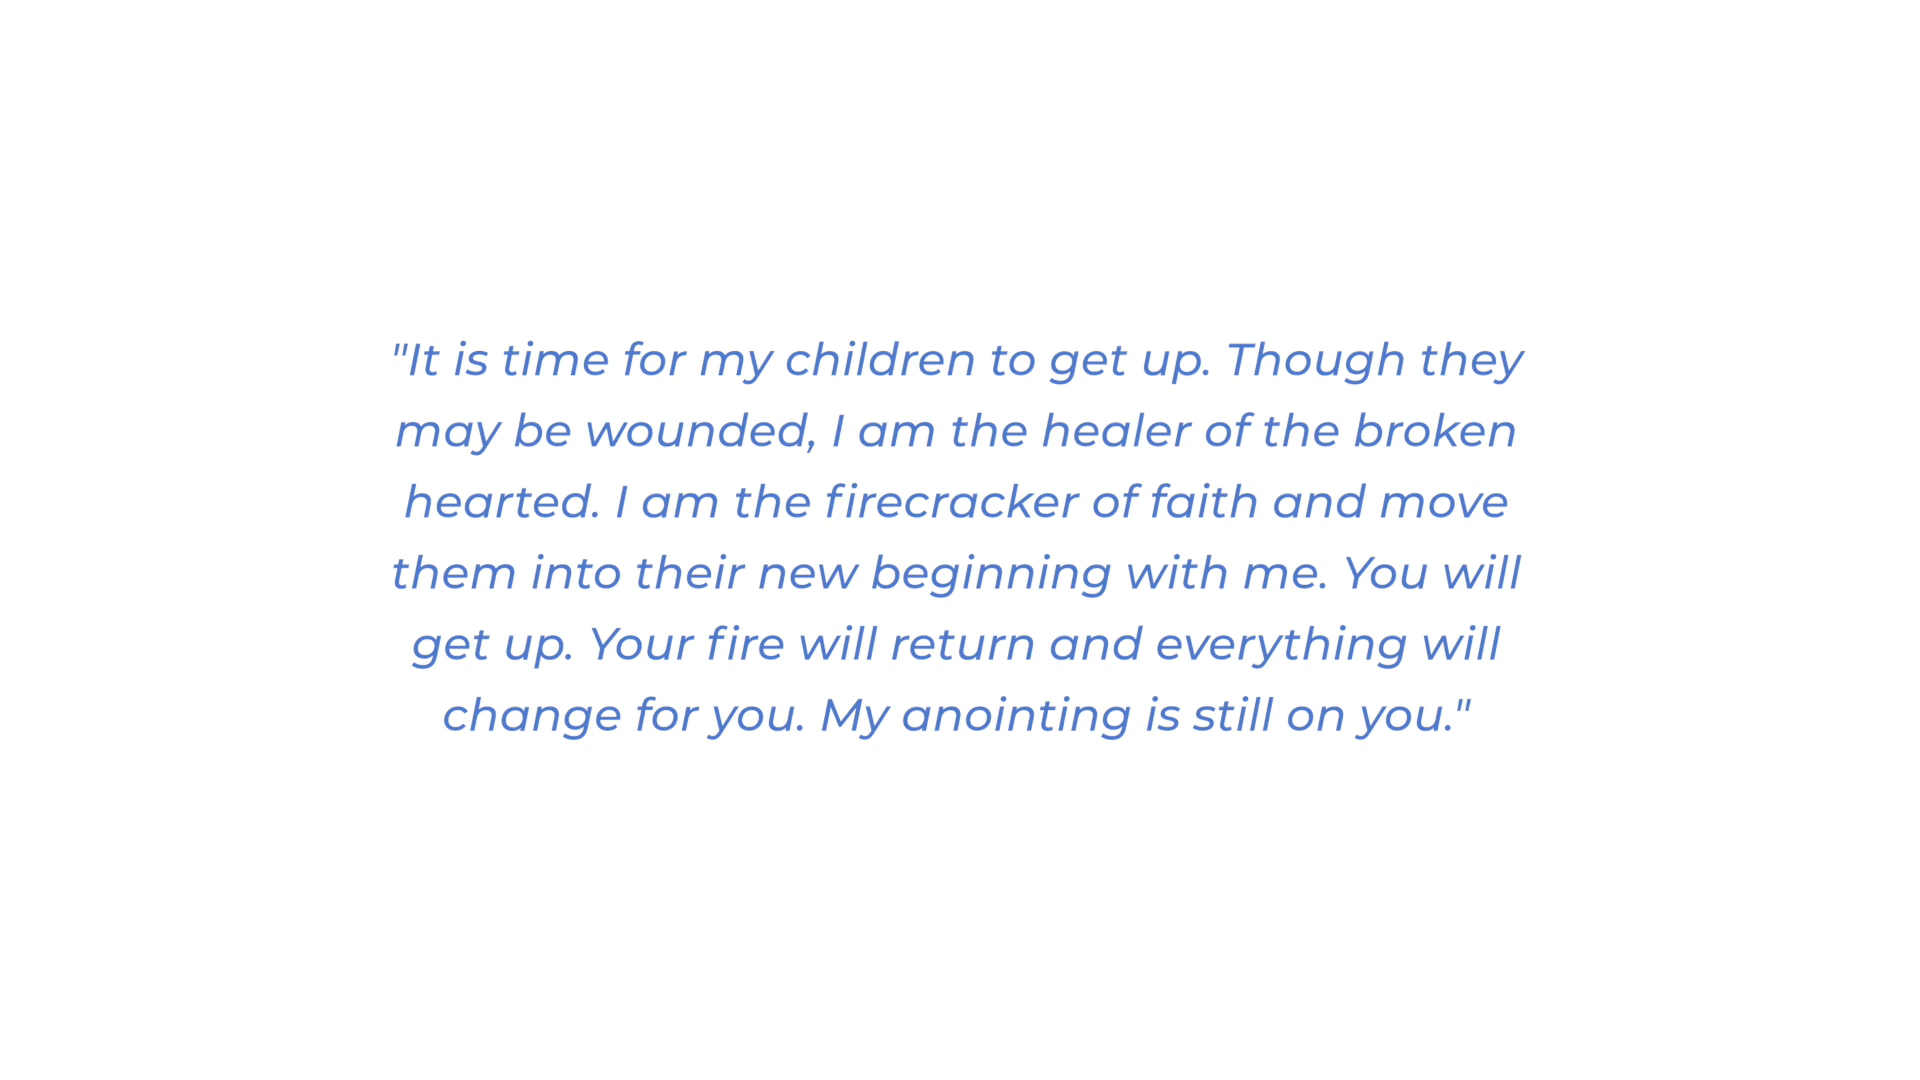 "It is time for my children to get up. Though they
may be wounded, I am the healer of the broken
hearted. I am the firecracker of faith and move
them into their new beginning with me. You will
get up. Your fire will return and everything will
change for you. My anointing is still on you."